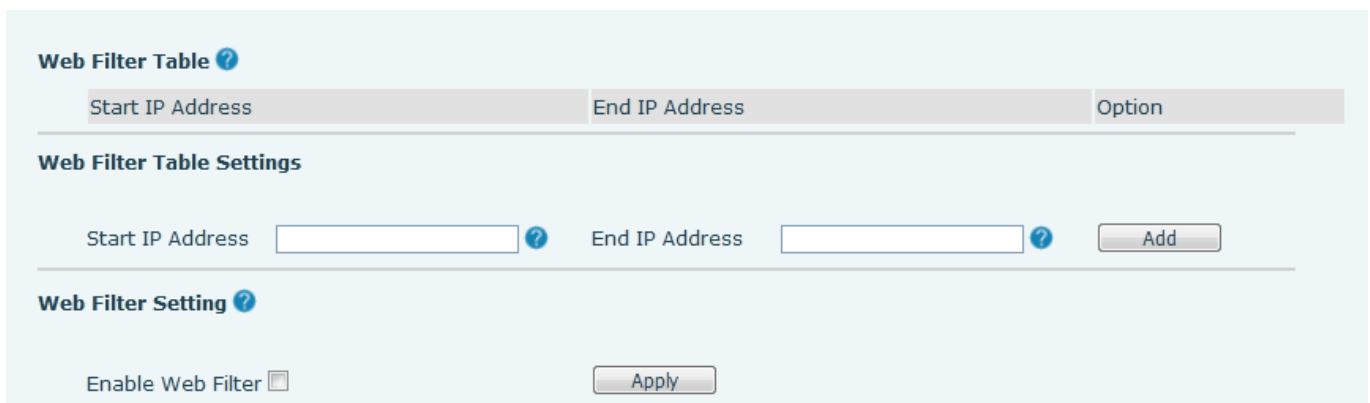 Web Filter Table ?
Start IP Address End IP Address Option
Web Filter Table Settings
Start IP Address ? End IP Address ? Add
Web Filter Setting ?
Enable Web Filter Apply